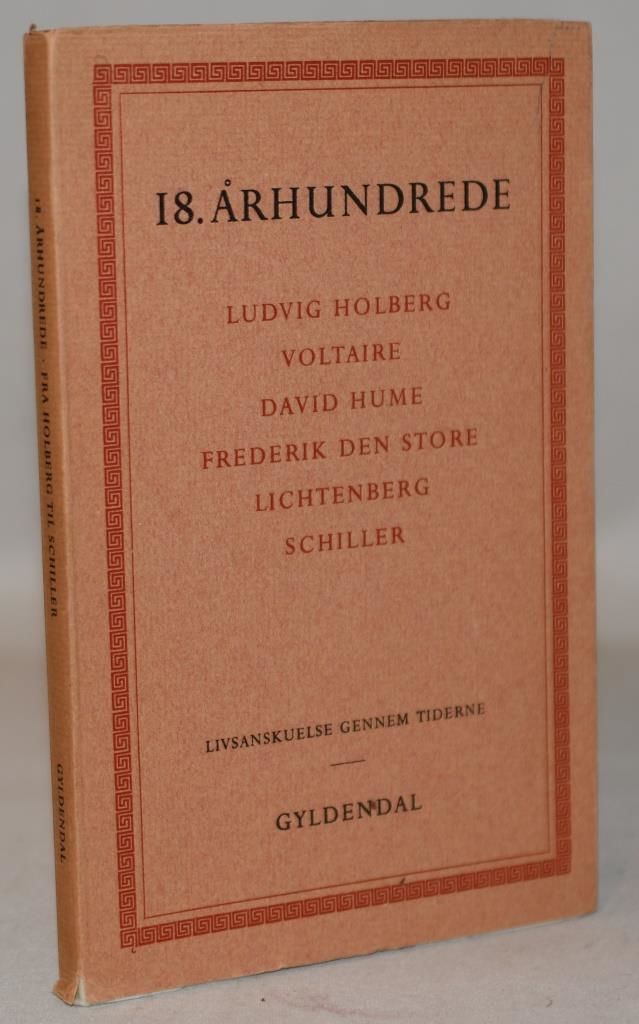 18. ÅRHUNDREDE
LUDVIG HOLBERG
VOLTAIRE
DAVID HUME
FREDERIK DEN STORE
LICHTENBERG
SCHILLER
LIVSANSKUELSE GENNEM TIDERNE
GYLDENDAL
18. ÅRHUNDREDE · FRA HOLBERG TIL SCHILLER
GYLDENDAL